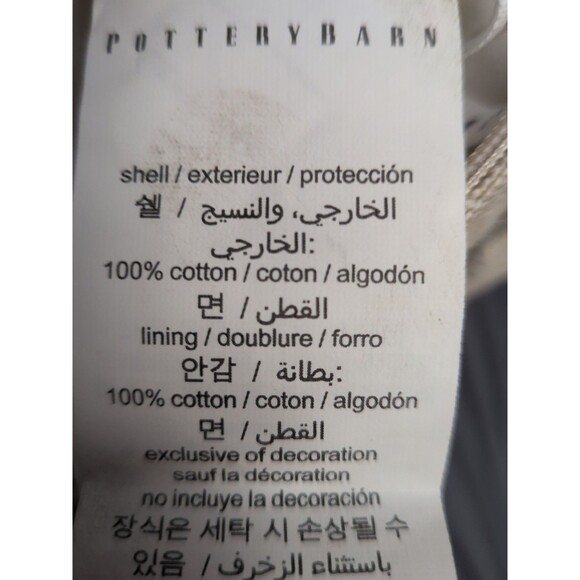 POTTERYBARN
shell / exterieur / protección
쉘 / الخارجي، والنسيج
الخارجي:
100% cotton / coton / algodón
면 / القطن
lining / doublure / forro
안감 / بطانة:
100% cotton / coton / algodón
면 / القطن
exclusive of decoration
sauf la décoration
no incluye la decoración
장식은 세탁 시 손상될 수
있음 / باستثناء الزخرف